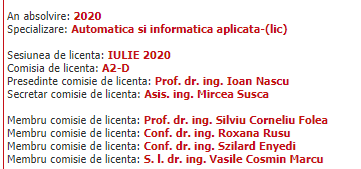 An absolvire: 2020
Specializare: Automatica si informatica aplicata-(lic)
Sesiunea de licenta: IULIE 2020
Comisia de licenta: A2-D
Presedinte comisie de licenta: Prof. dr. ing. Ioan Nascu
Secretar comisie de licenta: Asis. ing. Mircea Susca
Membru comisie de licenta: Prof. dr. ing. Silviu Corneliu Folea
Membru comisie de licenta: Conf. dr. ing. Roxana Rusu
Membru comisie de licenta: Conf. dr. ing. Szilard Enyedi
Membru comisie de licenta: S. l. dr. ing. Vasile Cosmin Marcu